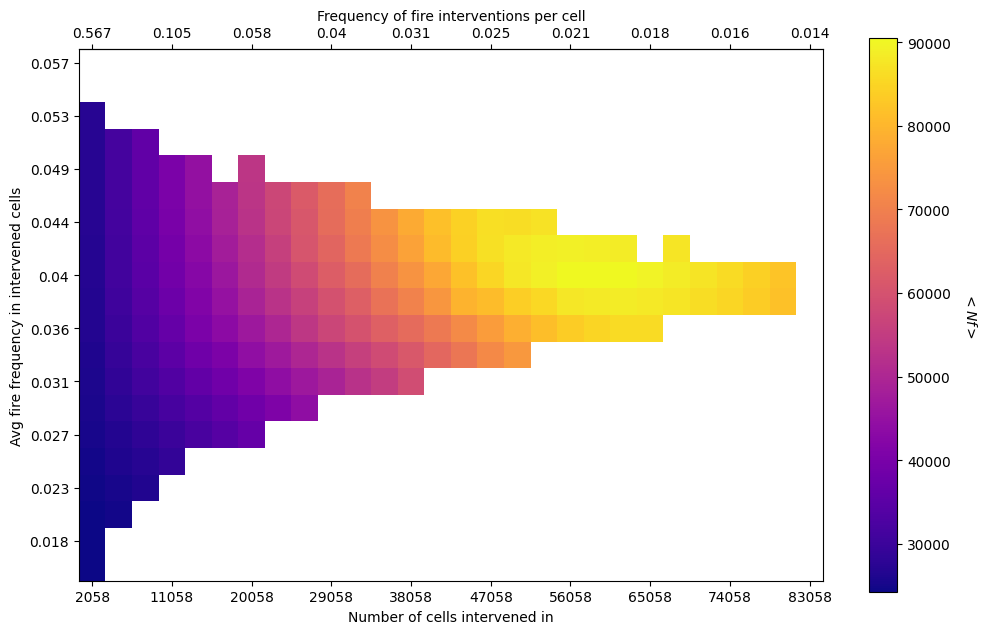 Frequency of fire interventions per cell
0.567 0.105 0.058 0.04 0.031 0.025 0.021 0.018 0.016 0.014
Avg fire frequency in intervened cells
0.057
0.053
0.049
0.044
0.04
0.036
0.031
0.027
0.023
0.018
2058 11058 20058 29058 38058 47058 56058 65058 74058 83058
Number of cells intervened in
90000
80000
70000
60000
50000
40000
30000
< Nf >